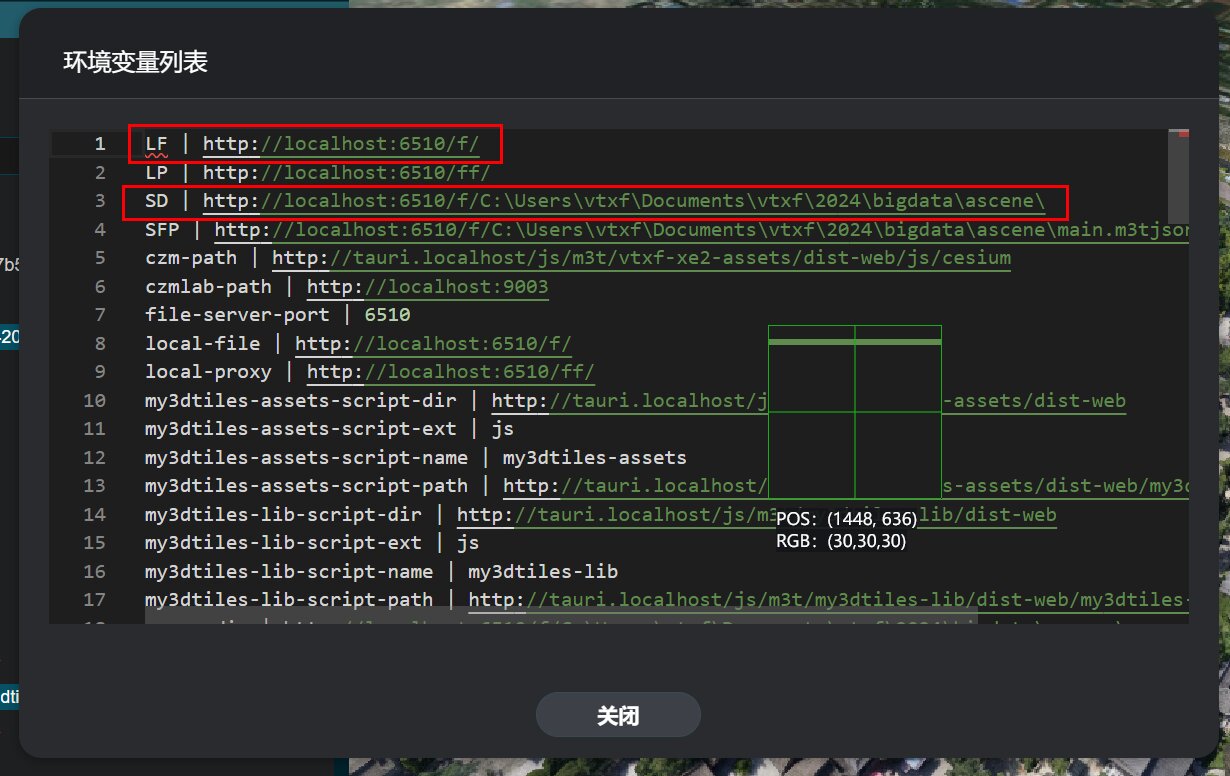 环境变量列表
1 LF | http://localhost:6510/f/
2 LP | http://localhost:6510/ff/
3 SD | http://localhost:6510/f/C:\Users\vtxf\Documents\vtxf\2024\bigdata\ascene\
4 SFP | http://localhost:6510/f/C:\Users\vtxf\Documents\vtxf\2024\bigdata\ascene\main.m3tjson
5 czm-path | http://tauri.localhost/js/m3t/vtxf-xe2-assets/dist-web/js/cesium
7b5
6 czmlab-path | http://localhost:9003
7 file-server-port | 6510
420
8 local-file | http://localhost:6510/f/
9 local-proxy | http://localhost:6510/ff/
10 my3dtiles-assets-script-dir | http://tauri.localhost/j -assets/dist-web
11 my3dtiles-assets-script-ext | js
12 my3dtiles-assets-script-name | my3dtiles-assets
13 my3dtiles-assets-script-path | http://tauri.localhost/ s-assets/dist-web/my3d
14 my3dtiles-lib-script-dir | http://tauri.localhost/js/m3 lib/dist-web
POS: (1448, 636)
RGB: (30,30,30)
15 my3dtiles-lib-script-ext | js
16 my3dtiles-lib-script-name | my3dtiles-lib
17 my3dtiles-lib-script-path | http://tauri.localhost/js/m3t/my3dtiles-lib/dist-web/my3dtiles-
dti
关闭